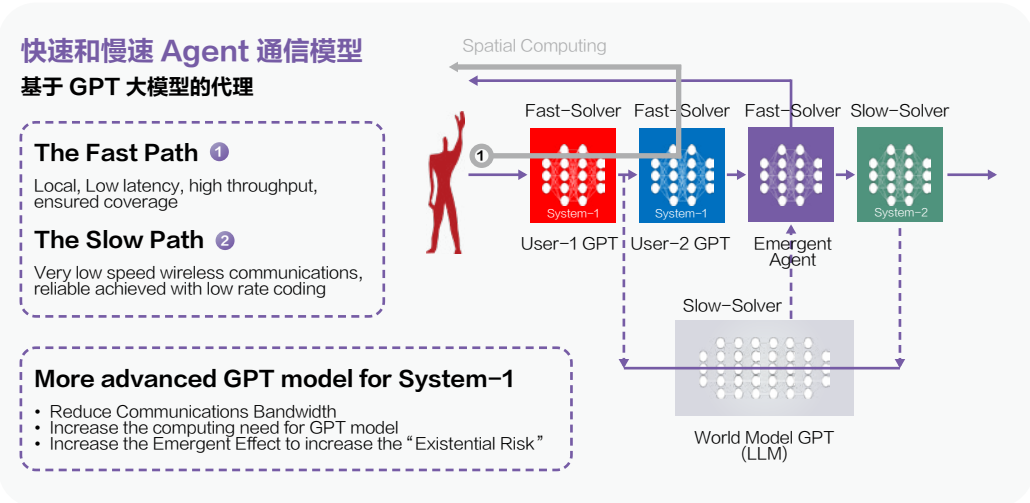 快速和慢速 Agent 通信模型
基于 GPT 大模型的代理
The Fast Path 1
Local, Low latency, high throughput,
ensured coverage
The Slow Path 2
Very low speed wireless communications,
reliable achieved with low rate coding
More advanced GPT model for System-1
• Reduce Communications Bandwidth
• Increase the computing need for GPT model
• Increase the Emergent Effect to increase the “Existential Risk”
Spatial Computing
Fast-Solver
Fast-Solver
Fast-Solver
Slow-Solver
1
System-1
System-1
System-2
User-1 GPT
User-2 GPT
Emergent
Agent
Slow-Solver
World Model GPT
(LLM)